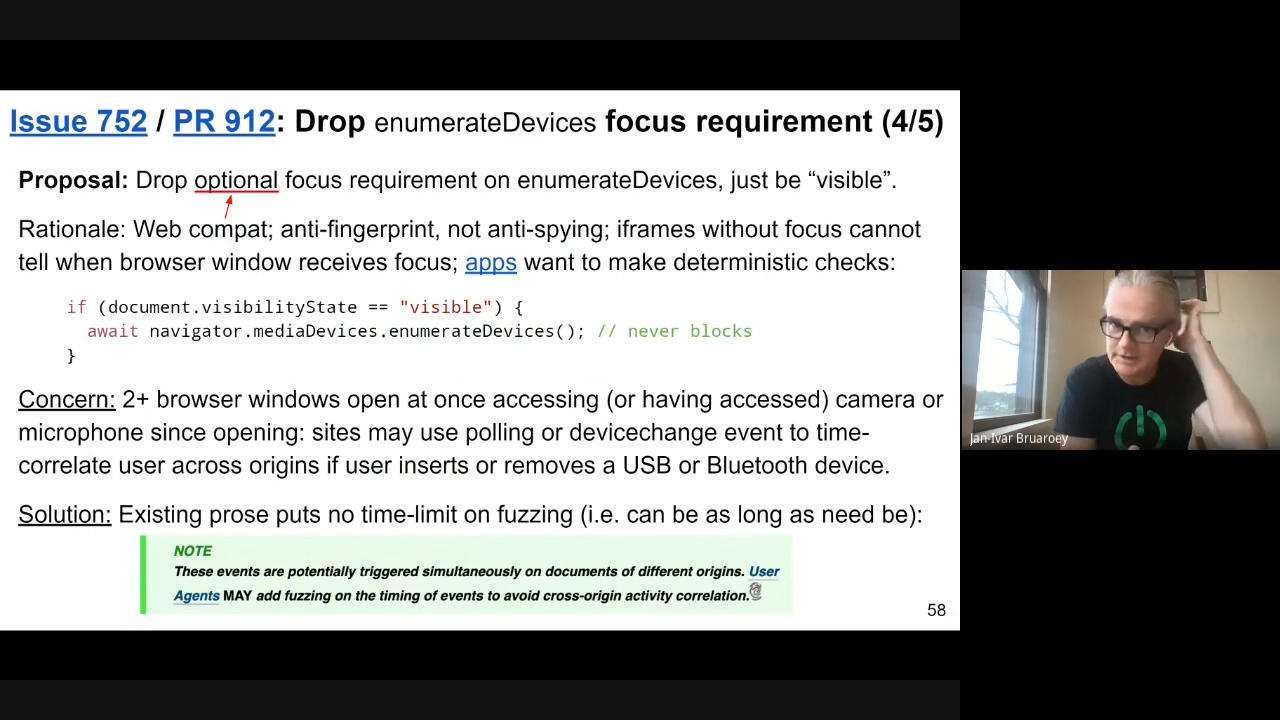 Issue 752 / PR 912: Drop enumerateDevices focus requirement (4/5)
Proposal: Drop optional focus requirement on enumerateDevices, just be “visible”.
Rationale: Web compat; anti-fingerprint, not anti-spying; iframes without focus cannot
tell when browser window receives focus; apps want to make deterministic checks:
if (document.visibilityState == "visible") {
await navigator.mediaDevices.enumerateDevices(); // never blocks
}
Concern: 2+ browser windows open at once accessing (or having accessed) camera or
microphone since opening: sites may use polling or devicechange event to time-
correlate user across origins if user inserts or removes a USB or Bluetooth device.
Solution: Existing prose puts no time-limit on fuzzing (i.e. can be as long as need be):
NOTE
These events are potentially triggered simultaneously on documents of different origins. User
Agents MAY add fuzzing on the timing of events to avoid cross-origin activity correlation.
58
Jan-Ivar Bruaroey